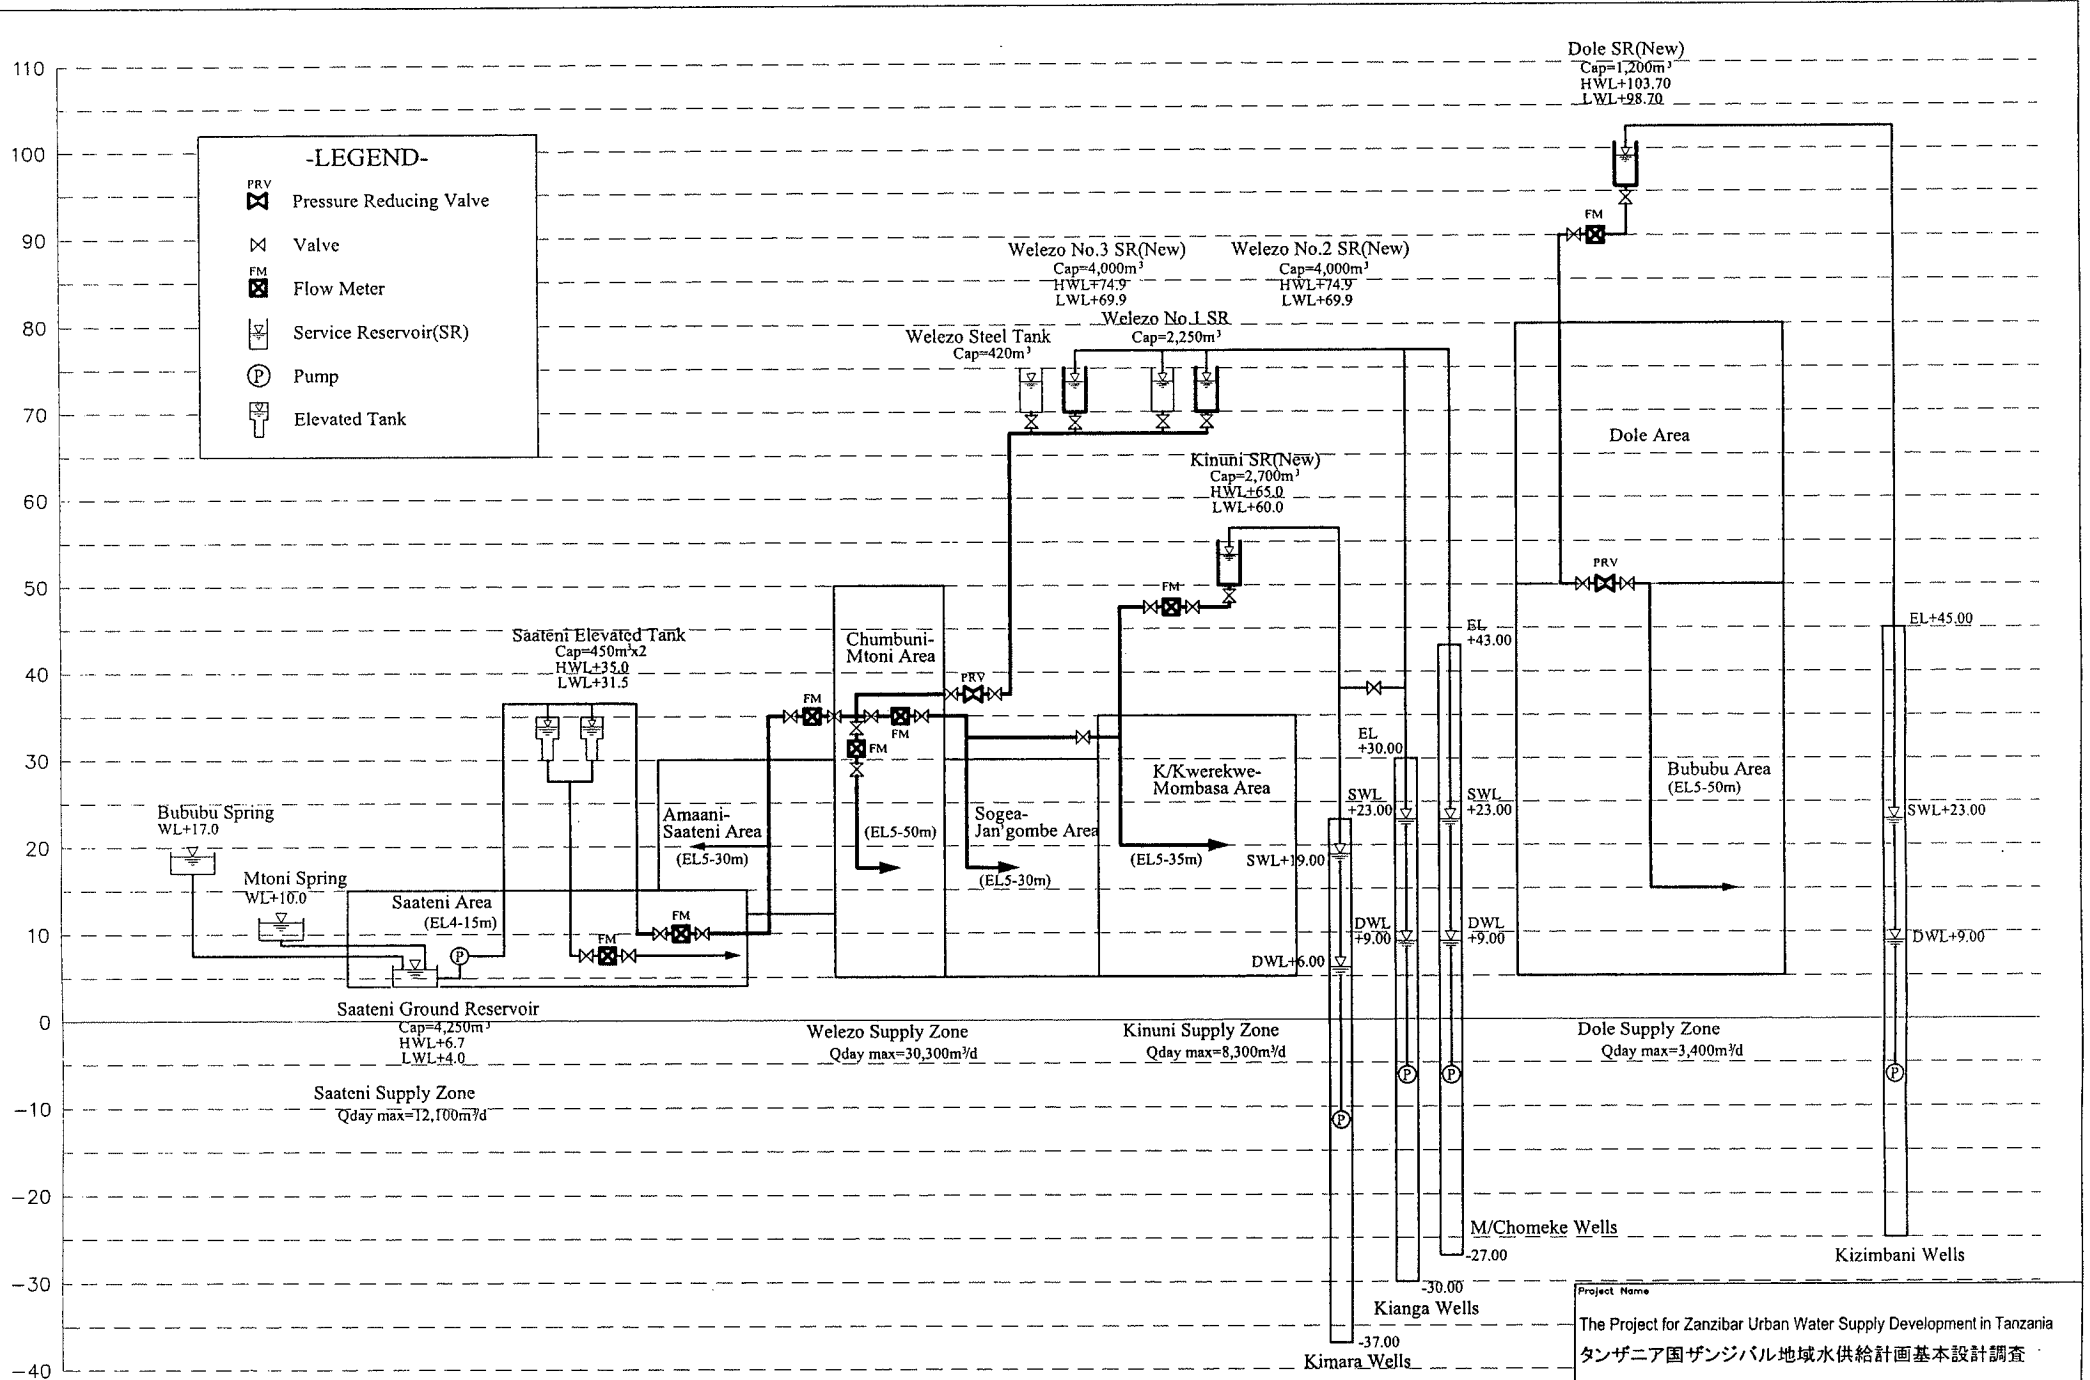 Dole SR(New)
Cap=1,200m³
HWL+103.70
LWL+98.70
110
100
90
80
70
60
50
40
30
20
10
0
-10
-20
-30
-40
-LEGEND-
PRV
Pressure Reducing Valve
Valve
FM
Flow Meter
Service Reservoir(SR)
P
Pump
Elevated Tank
Welezo No.3 SR(New)
Cap=4,000m³
HWL+74.9
LWL+69.9
Welezo No.2 SR(New)
Cap=4,000m³
HWL+74.9
LWL+69.9
Welezo No.1 SR
Cap=2,250m³
Welezo Steel Tank
Cap=420m³
FM
Dole Area
Kinuni SR(New)
Cap=2,700m³
HWL+65.0
LWL+60.0
PRV
FM
Saateni Elevated Tank
Cap=450m³x2
HWL+35.0
LWL+31.5
Chumbuni-
Mtoni Area
PRV
FM
FM
FM
EL
+43.00
EL+45.00
EL
+30.00
K/Kwerekwe-
Mombasa Area
Bububu Area
(EL5-50m)
Bububu Spring
WL+17.0
Amaani-
Saateni Area
(EL5-30m)
(EL5-50m)
Sogea-
Jan'gombe Area
(EL5-30m)
(EL5-35m)
SWL
+23.00
SWL
+23.00
SWL+23.00
SWL+19.00
Mtoni Spring
WL+10.0
Saateni Area
(EL4-15m)
FM
FM
P
DWL
+9.00
DWL
+9.00
DWL+9.00
DWL+6.00
Saateni Ground Reservoir
Cap=4,250m³
HWL+6.7
LWL+4.0
Welezo Supply Zone
Qday max=30,300m³/d
Kinuni Supply Zone
Qday max=8,300m³/d
Dole Supply Zone
Qday max=3,400m³/d
Saateni Supply Zone
Qday max=12,100m³/d
P
P
P
P
M/Chomeke Wells
-27.00
Kizimbani Wells
-30.00
Kianga Wells
-37.00
Kimara Wells
Project Name
The Project for Zanzibar Urban Water Supply Development in Tanzania
タンザニア国ザンジバル地域水供給計画基本設計調査